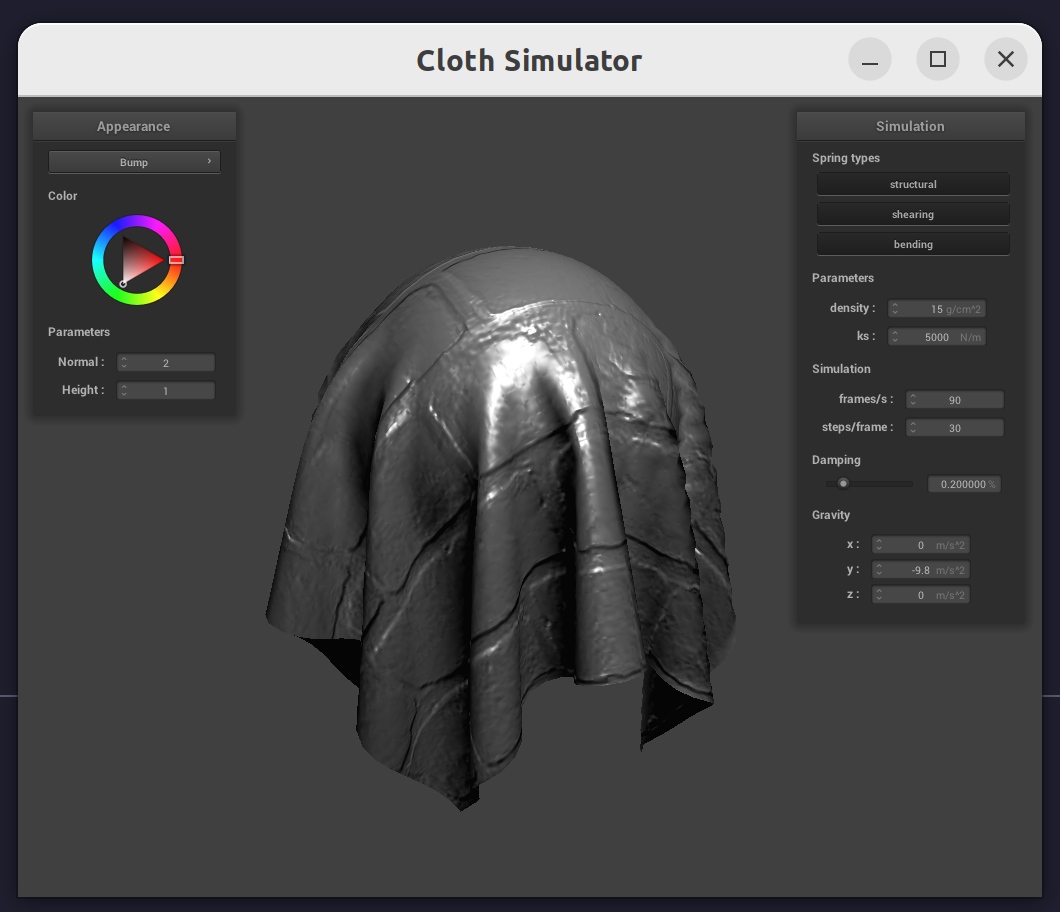 Cloth Simulator
Appearance
Bump
Color
Parameters
Normal : 2
Height : 1
Simulation
Spring types
structural
shearing
bending
Parameters
density : 15 g/cm^2
ks : 5000 N/m
Simulation
frames/s : 90
steps/frame : 30
Damping
0.200000 %
Gravity
x : 0 m/s^2
y : -9.8 m/s^2
z : 0 m/s^2